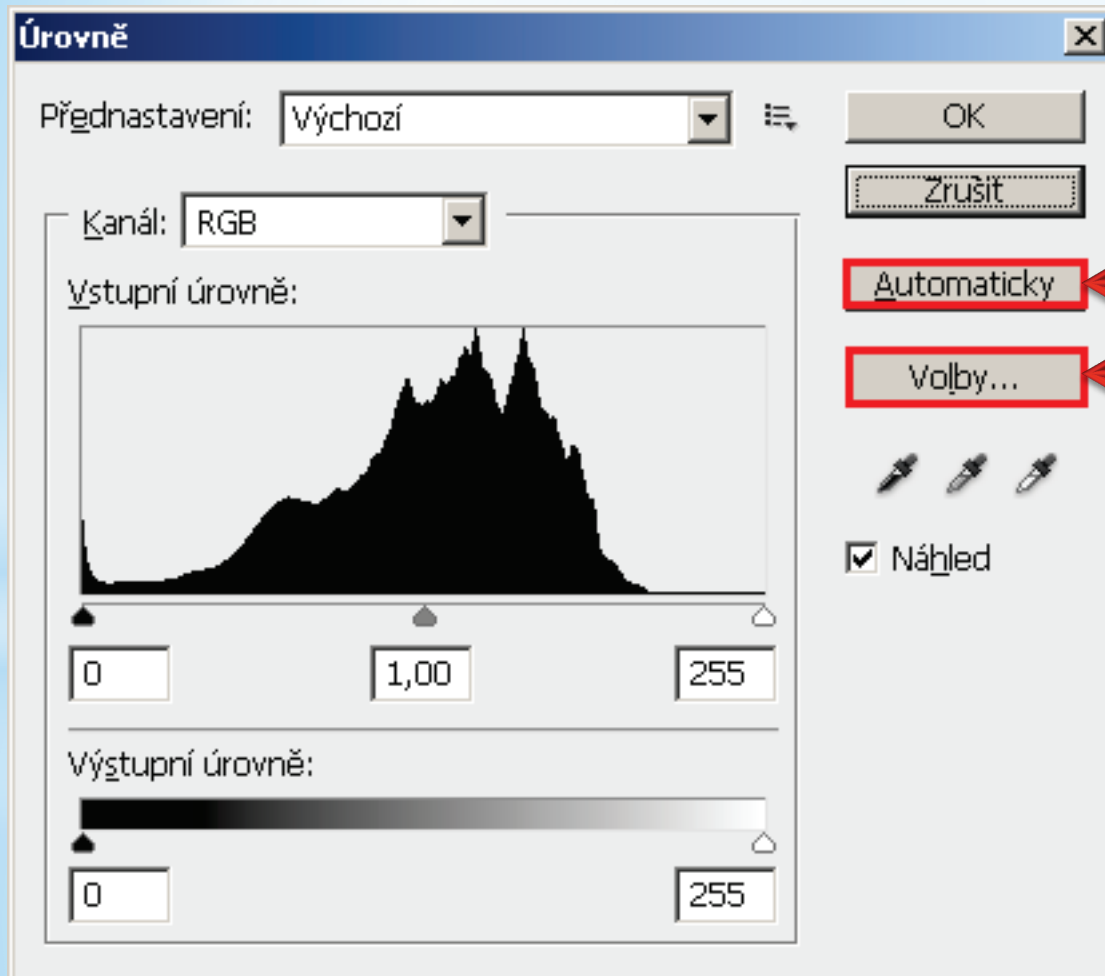 Úrovně
Přednastavení: Výchozí
OK
Zrušit
Kanál: RGB
Automaticky
Vstupní úrovně:
Volby...
Náhled
0 1,00 255
Výstupní úrovně:
0 255